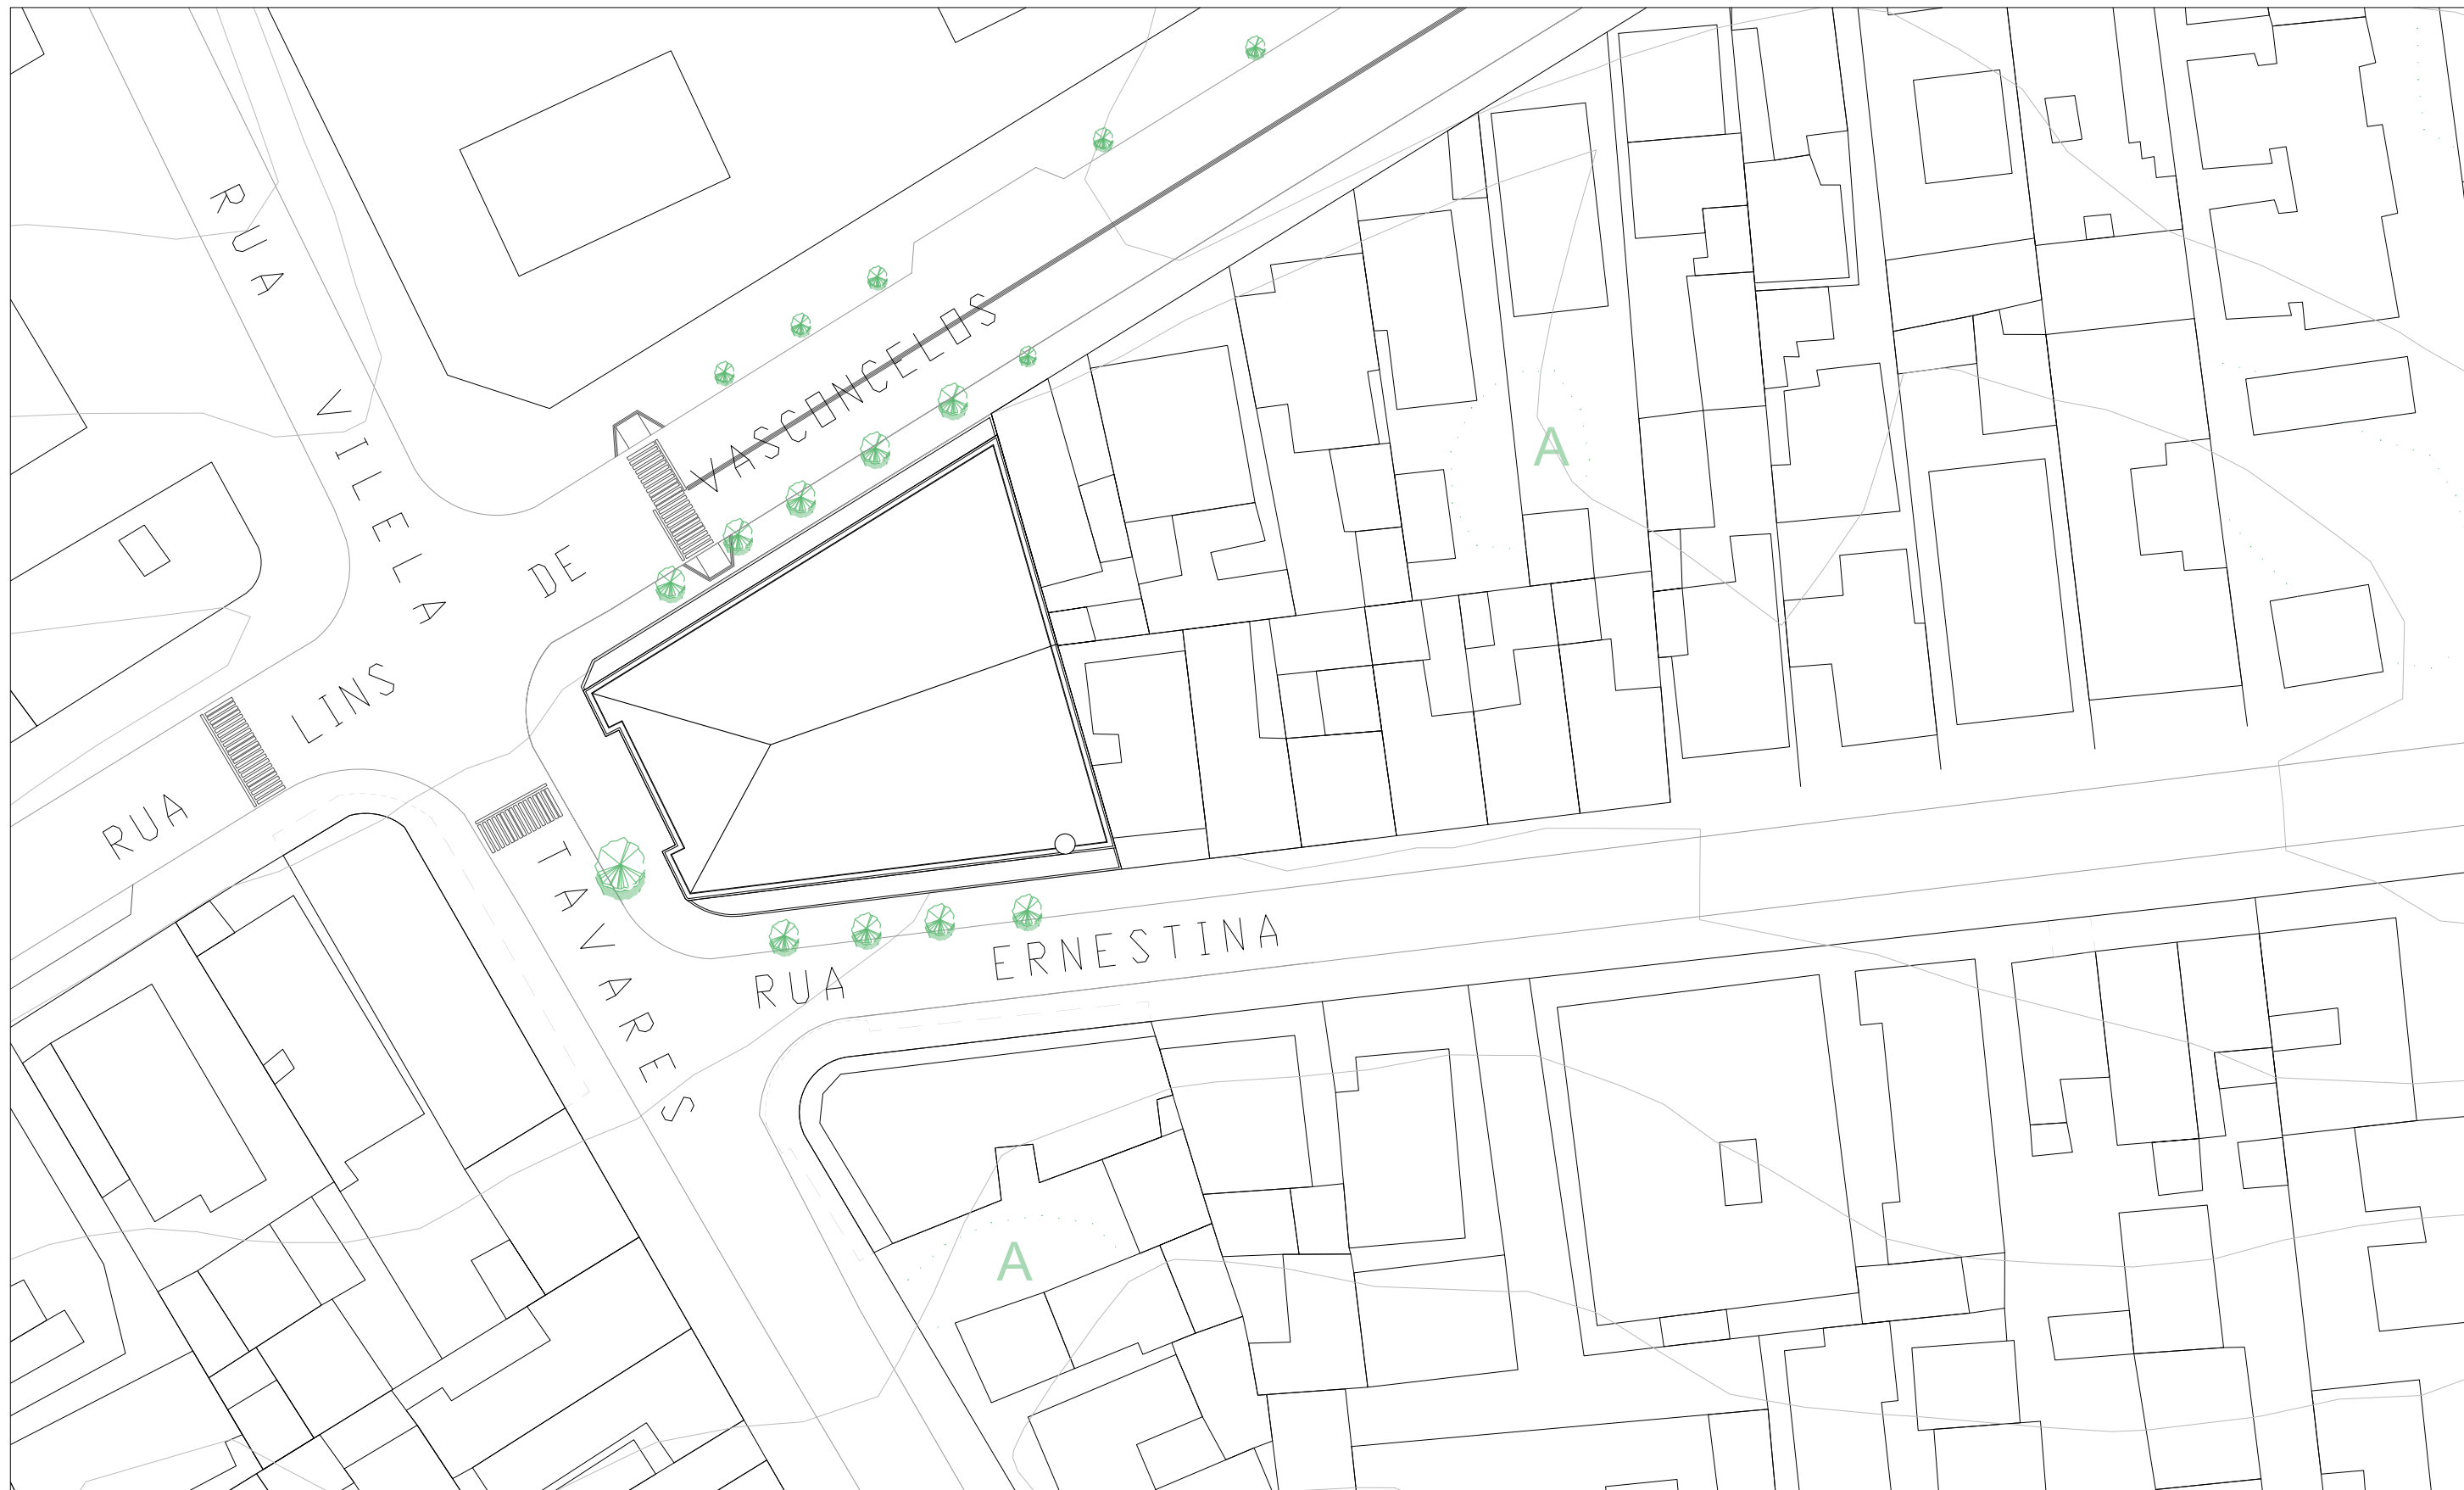 RUA VILELA TAVARES
RUA LINS DE VASCONCELOS
RUA ERNESTINA
A
A